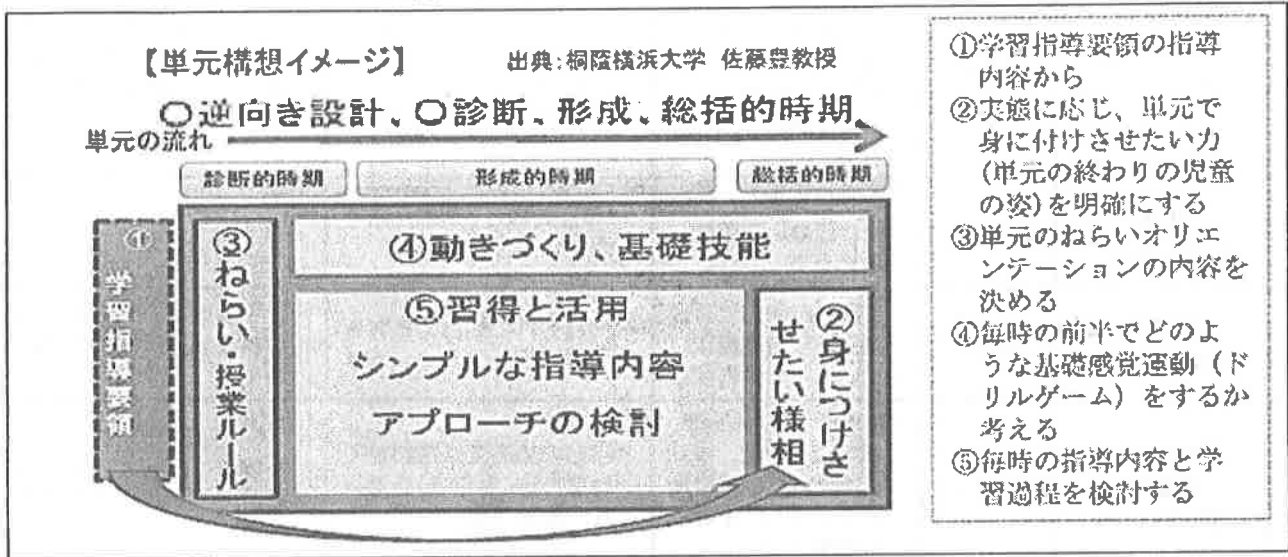 【単元構想イメージ】 出典:桐蔭横浜大学 佐藤豊教授
○逆向き設計、○診断、形成、総括的時期
単元の流れ
診断的時期 形成的時期 総括的時期
①学習指導要領
③ねらい・授業ルール
④動きづくり、基礎技能
⑤習得と活用
シンプルな指導内容
アプローチの検討
②身につけさ
せたい様相
①学習指導要領の指導
内容から
②実態に応じ、単元で
身に付けさせたい力
(単元の終わりの児童
の姿)を明確にする
③単元のねらいオリエ
ンテーションの内容を
決める
④毎時の前半でどのよ
うな基礎感覚運動(ド
リルゲーム)をするか
考える
⑤毎時の指導内容と学
習過程を検討する